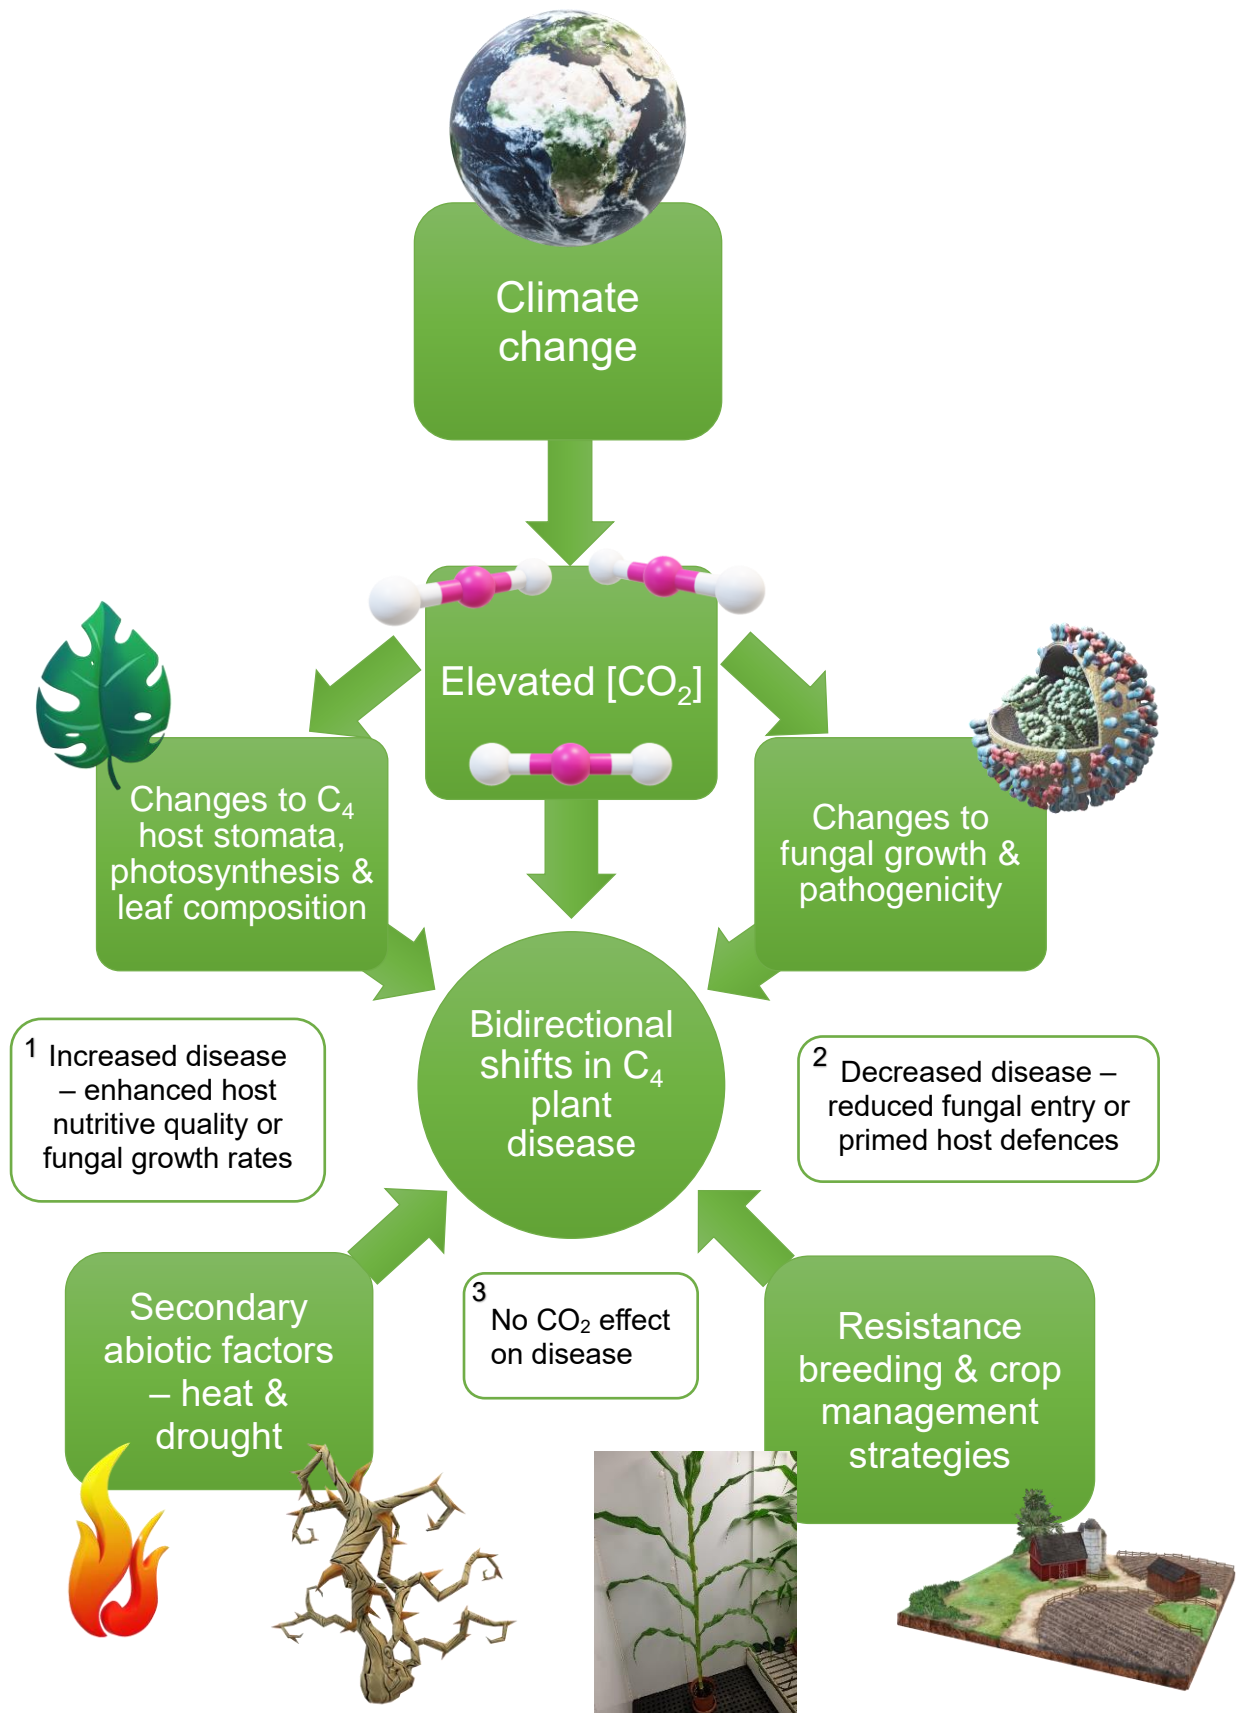 Climate
change
Elevated [CO₂]
Changes to C₄
host stomata,
photosynthesis &
leaf composition
Changes to
fungal growth &
pathogenicity
Bidirectional
shifts in C₄
plant
disease
1
Increased disease
– enhanced host
nutritive quality or
fungal growth rates
2
Decreased disease –
reduced fungal entry or
primed host defences
Secondary
abiotic factors
– heat &
drought
3
No CO₂ effect
on disease
Resistance
breeding & crop
management
strategies